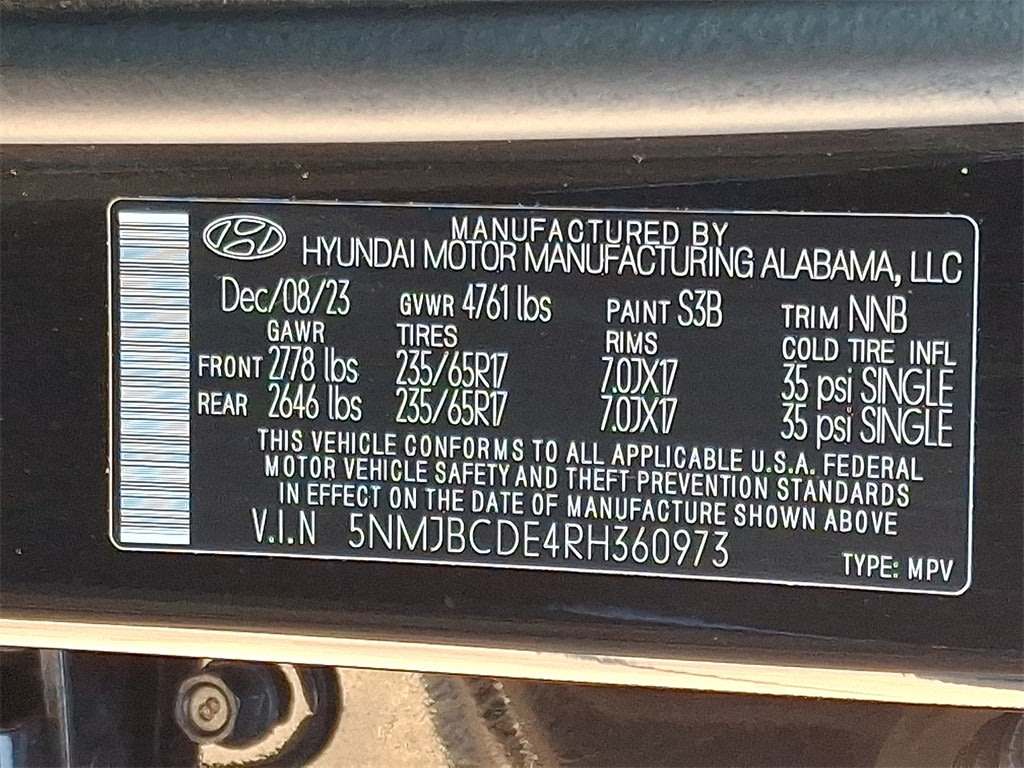 MANUFACTURED BY
HYUNDAI MOTOR MANUFACTURING ALABAMA, LLC
Dec/08/23 GVWR 4761 lbs PAINT S3B TRIM NNB
GAWR TIRES RIMS COLD TIRE INFL
FRONT 2778 lbs 235/65R17 7.0JX17 35 psi SINGLE
REAR 2646 lbs 235/65R17 7.0JX17 35 psi SINGLE
THIS VEHICLE CONFORMS TO ALL APPLICABLE U.S.A. FEDERAL
MOTOR VEHICLE SAFETY AND THEFT PREVENTION STANDARDS
IN EFFECT ON THE DATE OF MANUFACTURE SHOWN ABOVE
V.I.N 5NMJBCDE4RH360973
TYPE: MPV
8